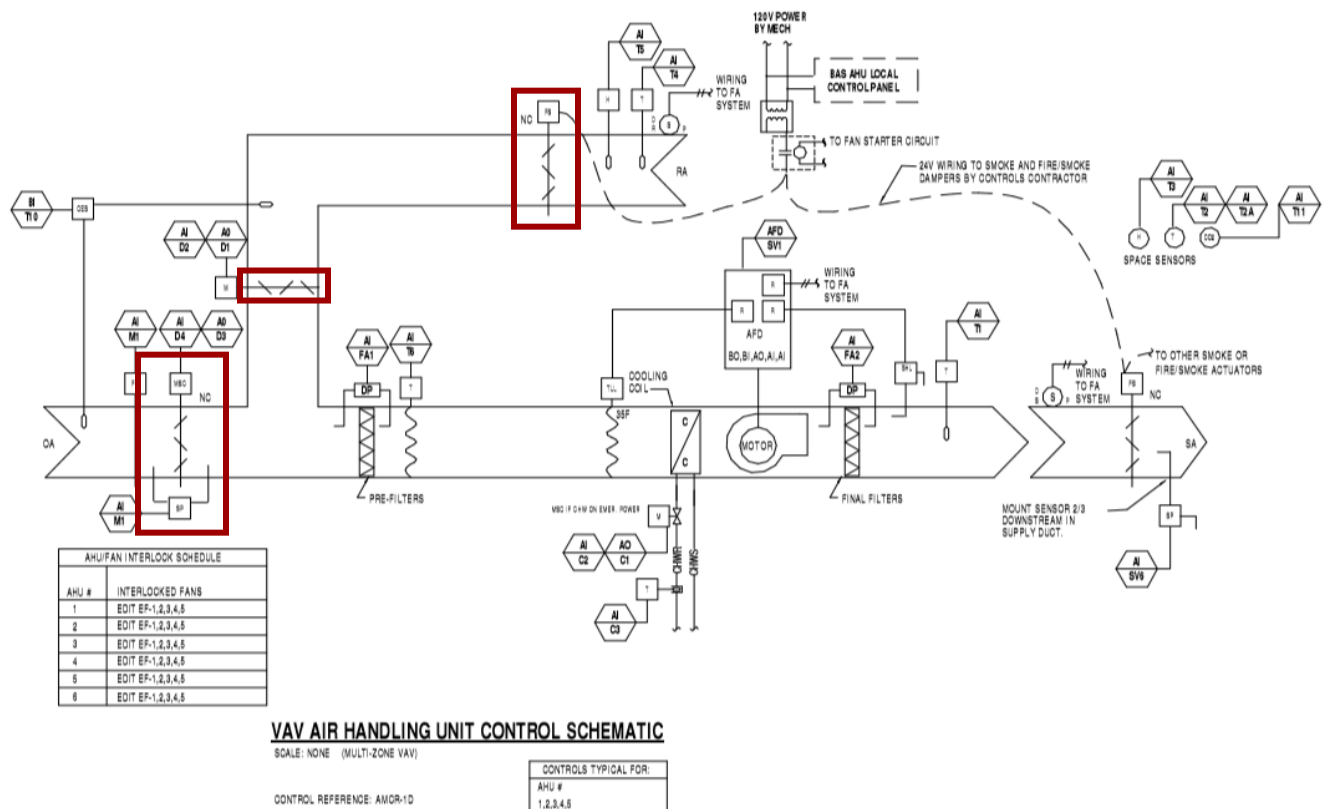 120V POWER
BY MECH
AI
T5
AI
T4
WIRING
TO FA
SYSTEM
BAS AHU LOCAL
CONTROL PANEL
NC
FS
H
T
S
P
TO FAN STARTER CIRCUIT
RA
24V WIRING TO SMOKE AND FIRE/SMOKE
DAMPERS BY CONTROLS CONTRACTOR
AI
T3
AI
T2
AI
T2A
AI
T11
BI
T10
H
T
CO2
SPACE SENSORS
AI
D2
AO
D1
AFD
SV1
M
R
WIRING
TO FA
SYSTEM
R
R
AFD
BO,BI,AO,AI,AI
AI
M1
AI
D4
AO
D3
AI
FA1
AI
T6
AI
FA2
AI
T1
NC
DP
T
TLL
COOLING
COIL
DP
SHL
T
S
P
WIRING
TO FA
SYSTEM
FS
TO OTHER SMOKE OR
FIRE/SMOKE ACTUATORS
NC
35F
OA
C
C
MOTOR
SA
AI
M1
SP
PRE-FILTERS
FINAL FILTERS
MOUNT SENSOR 2/3
DOWNSTREAM IN
SUPPLY DUCT.
SP
M
AI
C2
AO
C1
CHWR
CHWS
T
AI
C3
AI
SV6
AHU/FAN INTERLOCK SCHEDULE
AHU # INTERLOCKED FANS
1 EDIT EF-1,2,3,4,5
2 EDIT EF-1,2,3,4,5
3 EDIT EF-1,2,3,4,5
4 EDIT EF-1,2,3,4,5
5 EDIT EF-1,2,3,4,5
6 EDIT EF-1,2,3,4,5
VAV AIR HANDLING UNIT CONTROL SCHEMATIC
SCALE: NONE (MULTI-ZONE VAV)
CONTROLS TYPICAL FOR:
AHU #
1,2,3,4,5
CONTROL REFERENCE: AMCR-1D